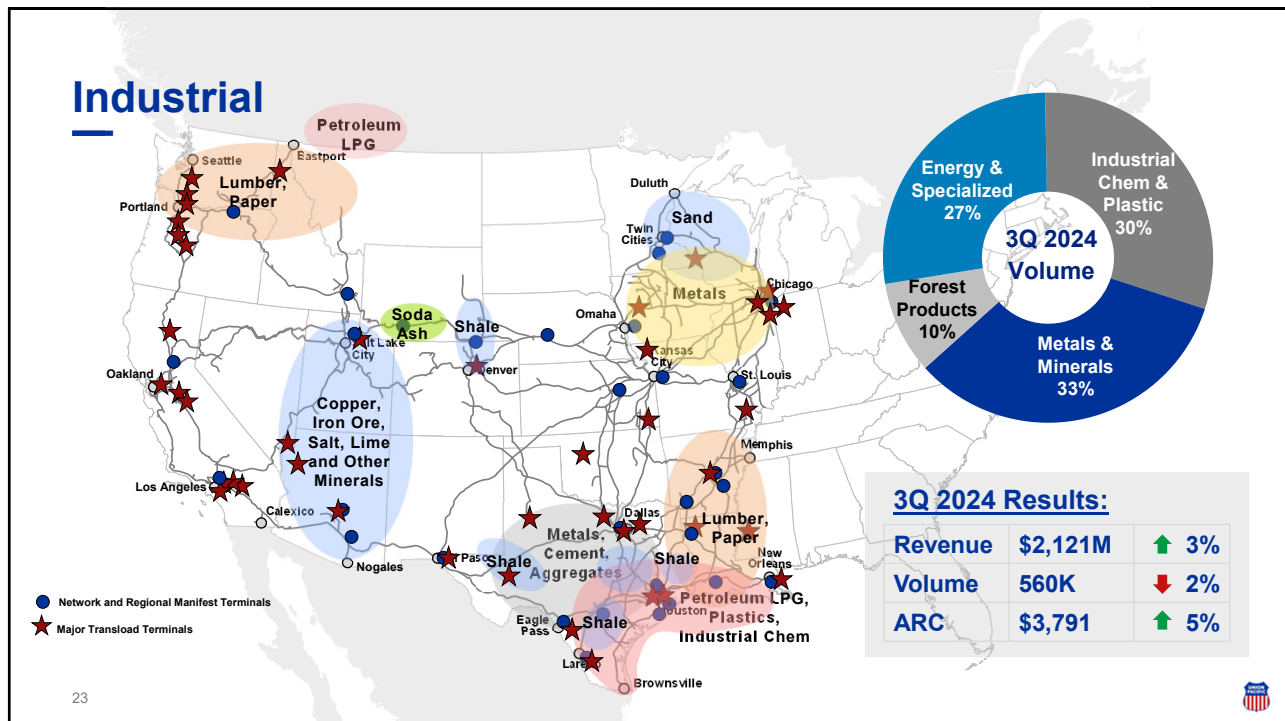 Industrial
Petroleum
LPG
Eastport
Seattle
Lumber,
Paper
Portland
Duluth
Sand
Twin
Cities
Metals
Chicago
Soda
Ash
Shale
Omaha
Salt Lake
City
Denver
Kansas
City
St. Louis
Oakland
Copper,
Iron Ore,
Salt, Lime
and Other
Minerals
Memphis
Los Angeles
Calexico
Dallas
Lumber,
Paper
Metals,
Cement,
Aggregates
Nogales
El Paso
Shale
Shale
New
Orleans
Petroleum LPG,
Plastics,
Industrial Chem
Houston
Eagle
Pass
Shale
Laredo
Brownsville
Network and Regional Manifest Terminals
Major Transload Terminals
Energy &
Specialized
27%
Industrial
Chem &
Plastic
30%
3Q 2024
Volume
Forest
Products
10%
Metals &
Minerals
33%
3Q 2024 Results:
Revenue $2,121M 3%
Volume 560K 2%
ARC $3,791 5%
23
UNION
PACIFIC